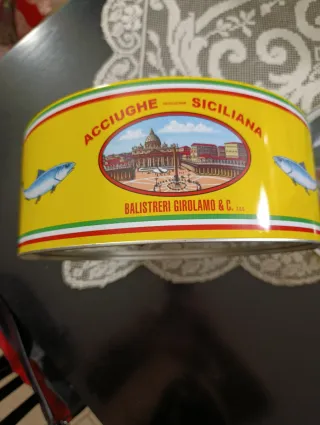 ACCIUGHE SICILIANA
BALISTRERI GIROLAMO & C.